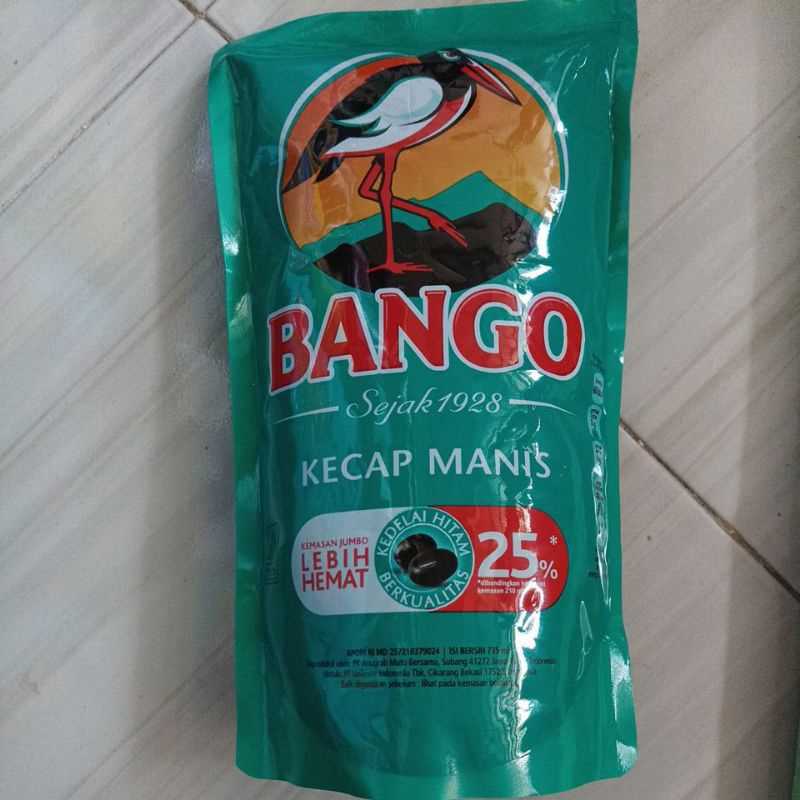 BANGO
Sejak 1928
KECAP MANIS
KEMASAN JUMBO
LEBIH
HEMAT
KEDELAI HITAM
BERKUALITAS
25%*
*dibandingkan
kemasan 210
BPOM RI MD 257210379024 | ISI BERSIH 735 ml
Diproduksi oleh: PT Anugrah Mutu Bersama, Subang 41272 Indonesia
Untuk: PT Unilever Indonesia Tbk, Cikarang Bekasi
Baik digunakan sebelum : lihat pada kemasan